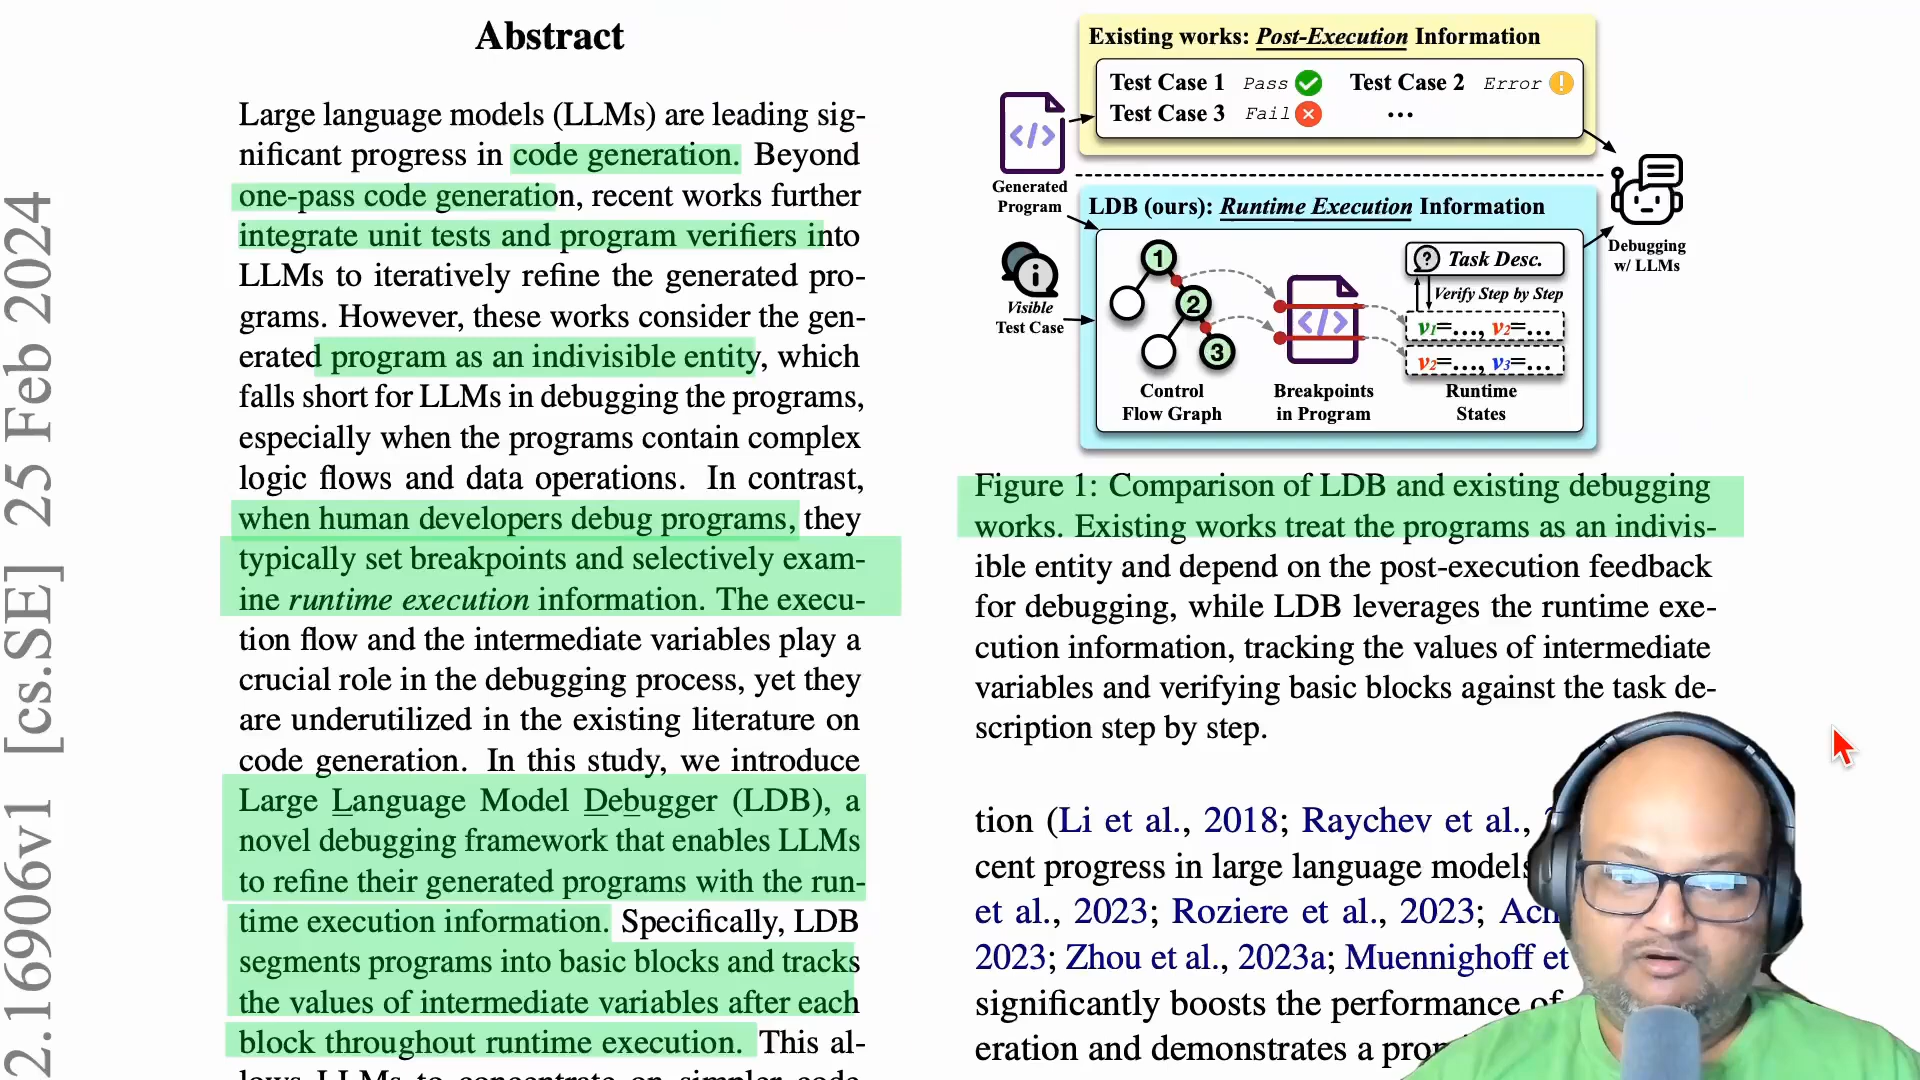 2.16906v1 [cs.SE] 25 Feb 2024
Abstract
Large language models (LLMs) are leading sig-
nificant progress in code generation. Beyond
one-pass code generation, recent works further
integrate unit tests and program verifiers into
LLMs to iteratively refine the generated pro-
grams. However, these works consider the gen-
erated program as an indivisible entity, which
falls short for LLMs in debugging the programs,
especially when the programs contain complex
logic flows and data operations. In contrast,
when human developers debug programs, they
typically set breakpoints and selectively exam-
ine runtime execution information. The execu-
tion flow and the intermediate variables play a
crucial role in the debugging process, yet they
are underutilized in the existing literature on
code generation. In this study, we introduce
Large Language Model Debugger (LDB), a
novel debugging framework that enables LLMs
to refine their generated programs with the run-
time execution information. Specifically, LDB
segments programs into basic blocks and tracks
the values of intermediate variables after each
block throughout runtime execution. This al-
lows LLMs to concentrate on simpler code
Existing works: Post-Execution Information
Test Case 1 Pass Test Case 2 Error !
Test Case 3 Fail ...
</>
Generated
Program
LDB (ours): Runtime Execution Information
i
Visible
Test Case
1
2
3
Control
Flow Graph
</>
Breakpoints
in Program
? Task Desc.
Verify Step by Step
v1=..., v2=...
v2=..., v3=...
Runtime
States
Debugging
w/ LLMs
Figure 1: Comparison of LDB and existing debugging
works. Existing works treat the programs as an indivis-
ible entity and depend on the post-execution feedback
for debugging, while LDB leverages the runtime exe-
cution information, tracking the values of intermediate
variables and verifying basic blocks against the task de-
scription step by step.
tion (Li et al., 2018; Raychev et al.,
cent progress in large language models
et al., 2023; Roziere et al., 2023;
2023; Zhou et al., 2023a; Muennighoff et
significantly boosts the performance of
eration and demonstrates a